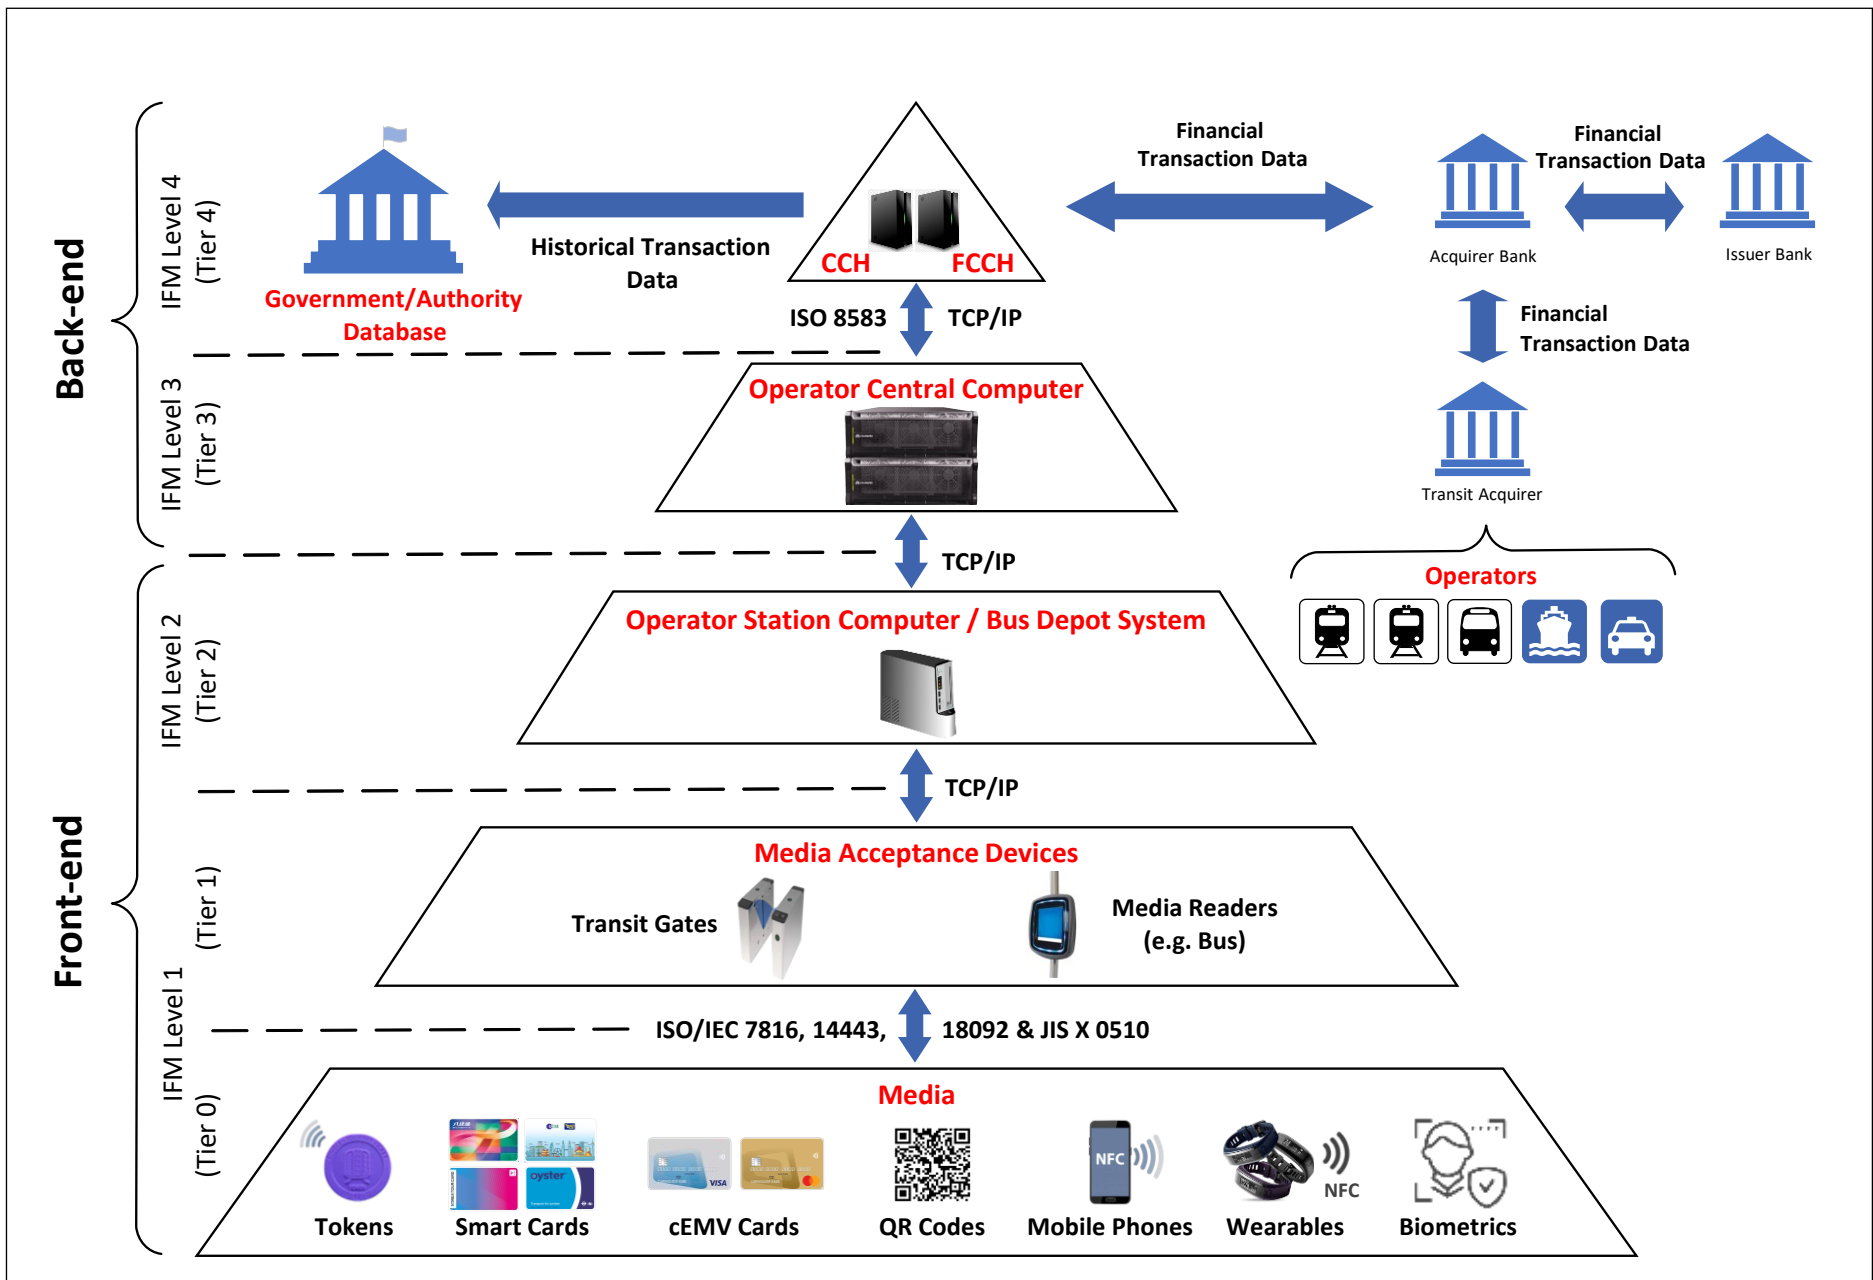 Back-end
IFM Level 4
(Tier 4)
Government/Authority
Database
Historical Transaction
Data
CCH
FCCH
Financial
Transaction Data
Acquirer Bank
Financial
Transaction Data
Issuer Bank
ISO 8583
TCP/IP
Financial
Transaction Data
IFM Level 3
(Tier 3)
Operator Central Computer
Transit Acquirer
TCP/IP
Operators
Front-end
IFM Level 2
(Tier 2)
Operator Station Computer / Bus Depot System
TCP/IP
IFM Level 1
(Tier 1)
Media Acceptance Devices
Transit Gates
Media Readers
(e.g. Bus)
ISO/IEC 7816, 14443,
18092 & JIS X 0510
(Tier 0)
Media
oyster
VISA
NFC
NFC
Tokens
Smart Cards
cEMV Cards
QR Codes
Mobile Phones
Wearables
Biometrics